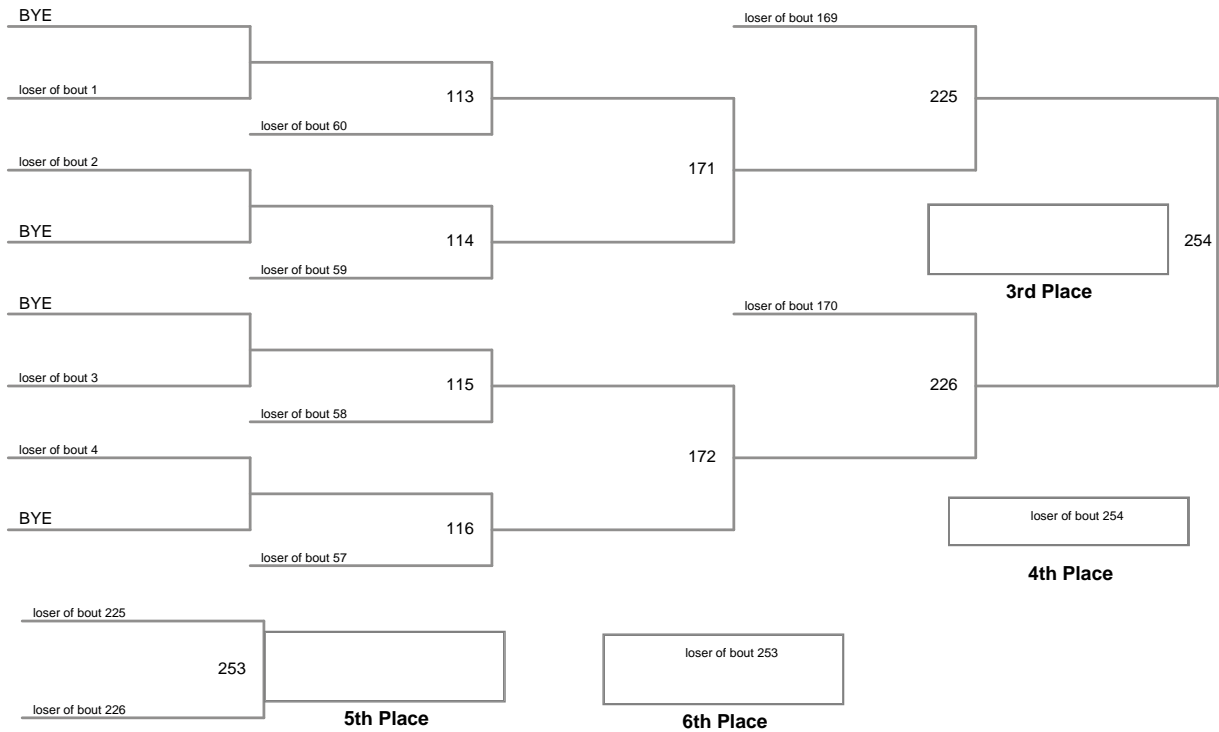 BYE
loser of bout 169
loser of bout 1
113
225
loser of bout 60
loser of bout 2
171
BYE
114
254
loser of bout 59
3rd Place
BYE
loser of bout 170
loser of bout 3
115
226
loser of bout 58
loser of bout 4
172
BYE
116
loser of bout 254
loser of bout 57
4th Place
loser of bout 225
loser of bout 253
253
loser of bout 226
5th Place
6th Place